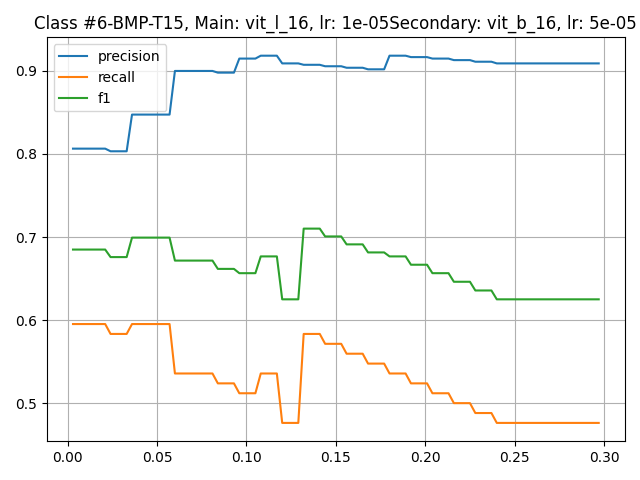 Class #6-BMP-T15, Main: vit_l_16, lr: 1e-05Secondary: vit_b_16, lr: 5e-05
precision
recall
f1
0.9
0.8
0.7
0.6
0.5
0.00 0.05 0.10 0.15 0.20 0.25 0.30